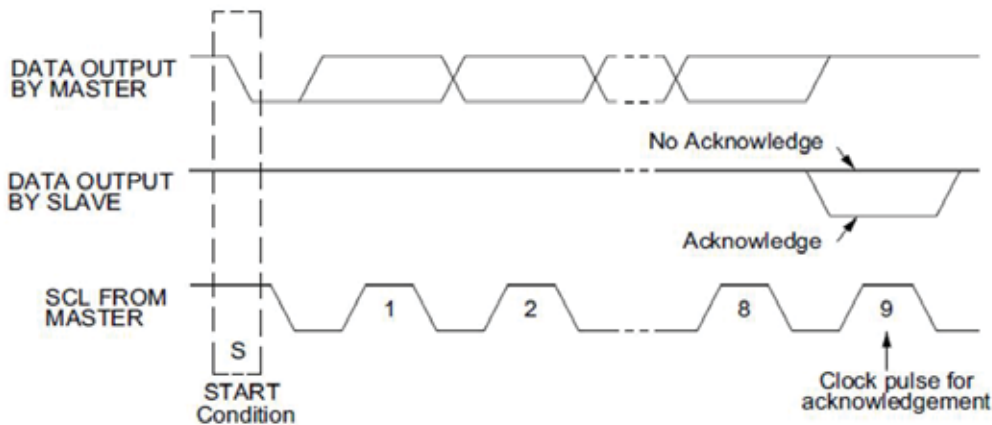 DATA OUTPUT
BY MASTER
No Acknowledge
DATA OUTPUT
BY SLAVE
Acknowledge
SCL FROM
MASTER
1
2
8
9
S
START
Condition
Clock pulse for
acknowledgement